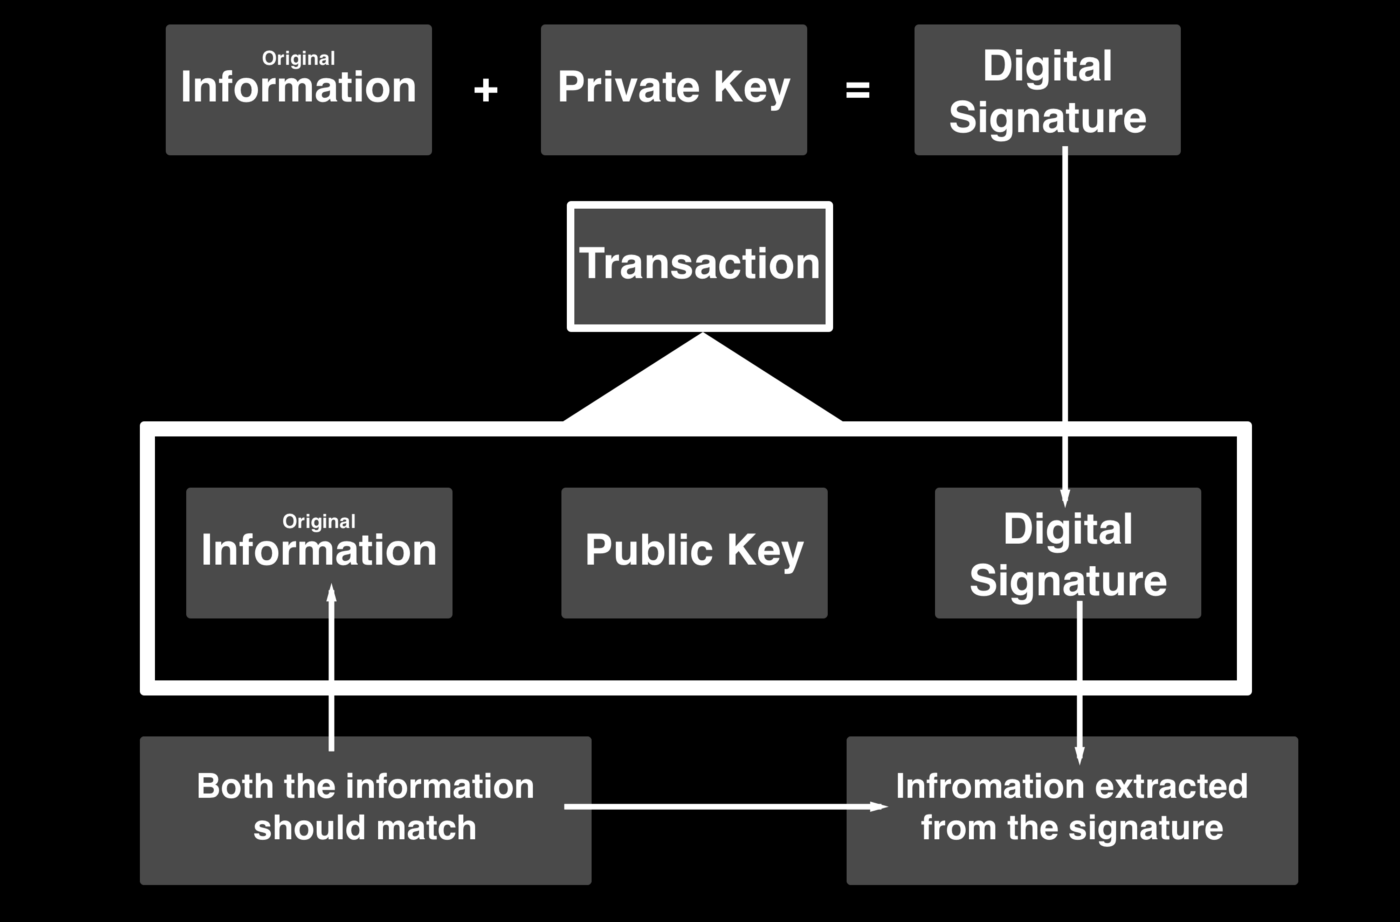 Original
Information
+
Private Key
=
Digital
Signature
Transaction
Original
Information
Public Key
Digital
Signature
Both the information
should match
Infromation extracted
from the signature